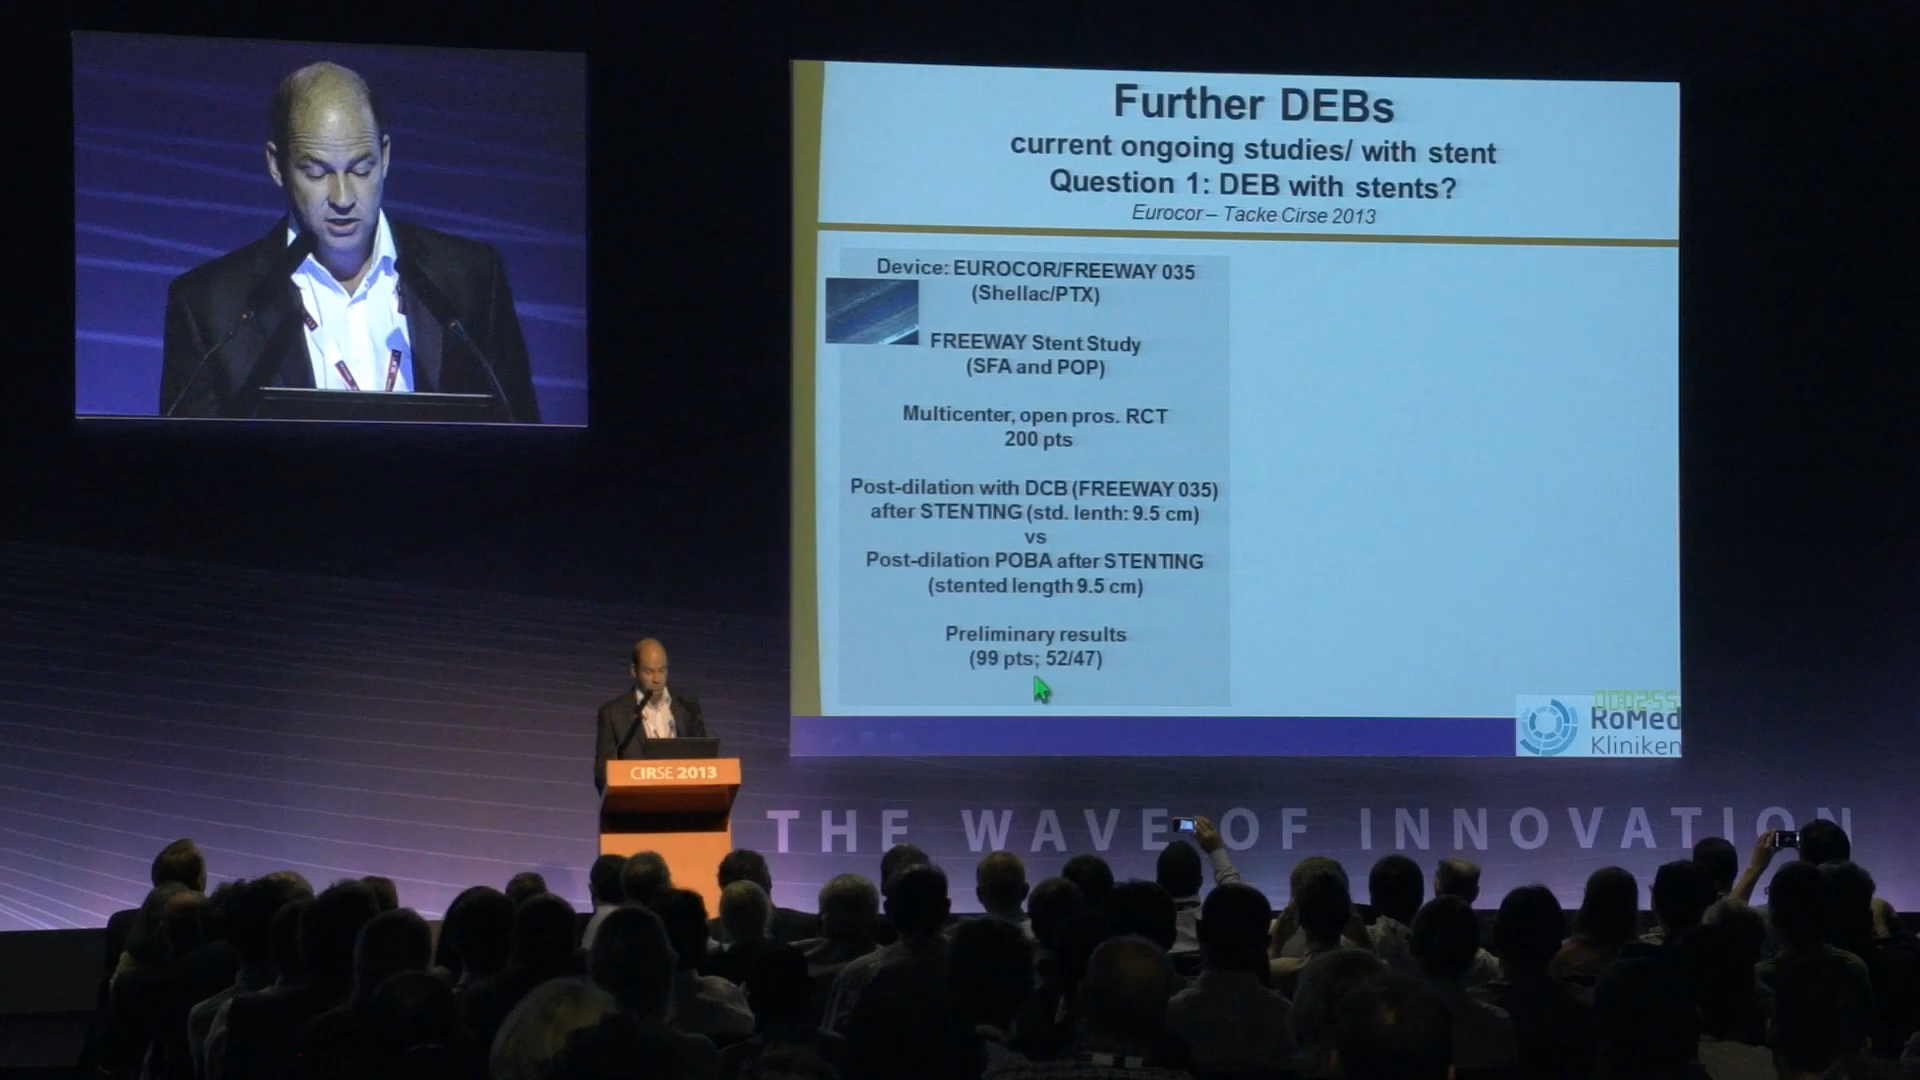 Further DEBs
current ongoing studies/ with stent
Question 1: DEB with stents?
Eurocor – Tacke Cirse 2013
Device: EUROCOR/FREEWAY 035
(Shellac/PTX)
FREEWAY Stent Study
(SFA and POP)
Multicenter, open pros. RCT
200 pts
Post-dilation with DCB (FREEWAY 035)
after STENTING (std. lenth: 9.5 cm)
vs
Post-dilation POBA after STENTING
(stented length 9.5 cm)
Preliminary results
(99 pts; 52/47)
000255
RoMed
Kliniken
CIRSE 2013
THE WAVE OF INNOVATION